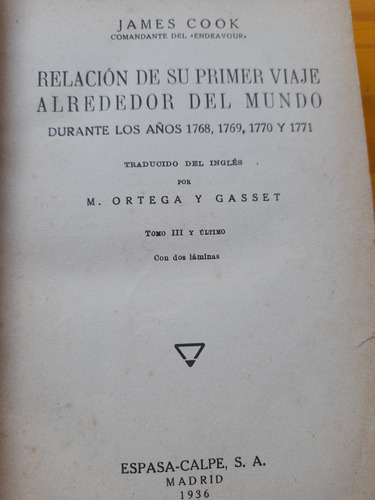 JAMES COOK
COMANDANTE DEL «ENDEAVOUR»
RELACIÓN DE SU PRIMER VIAJE
ALREDEDOR DEL MUNDO
DURANTE LOS AÑOS 1768, 1769, 1770 Y 1771
TRADUCIDO DEL INGLÉS
POR
M. ORTEGA Y GASSET
TOMO III Y ÚLTIMO
Con dos láminas
ESPASA-CALPE, S. A.
MADRID
1936